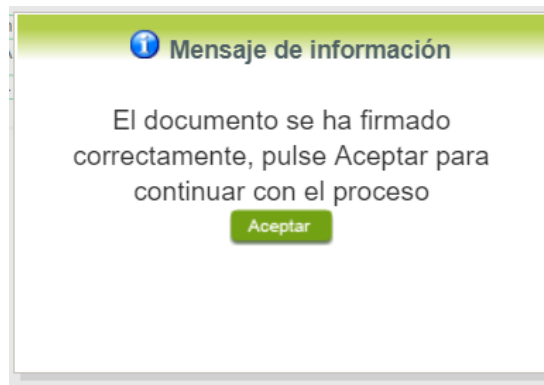 Mensaje de información
El documento se ha firmado
correctamente, pulse Aceptar para
continuar con el proceso
Aceptar